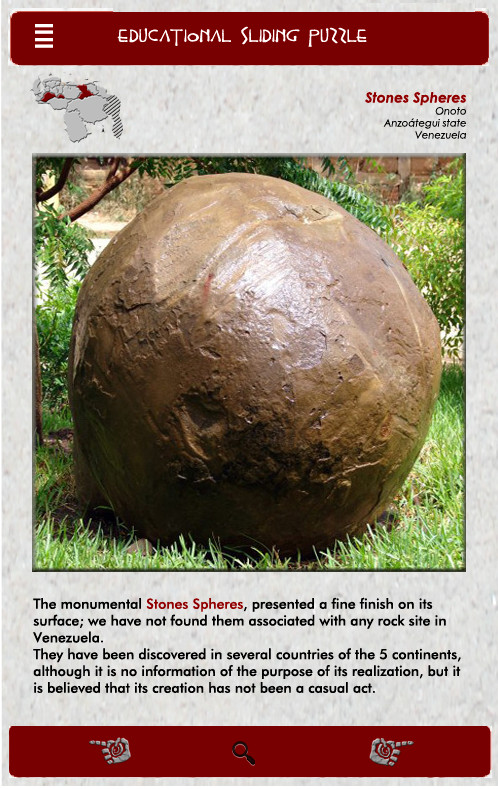 EDUCATIONAL SLIDING PUZZLE
Stones Spheres
Onoto
Anzoátegui state
Venezuela
The monumental Stones Spheres, presented a fine finish on its
surface; we have not found them associated with any rock site in
Venezuela.
They have been discovered in several countries of the 5 continents,
although it is no information of the purpose of its realization, but it
is believed that its creation has not been a casual act.